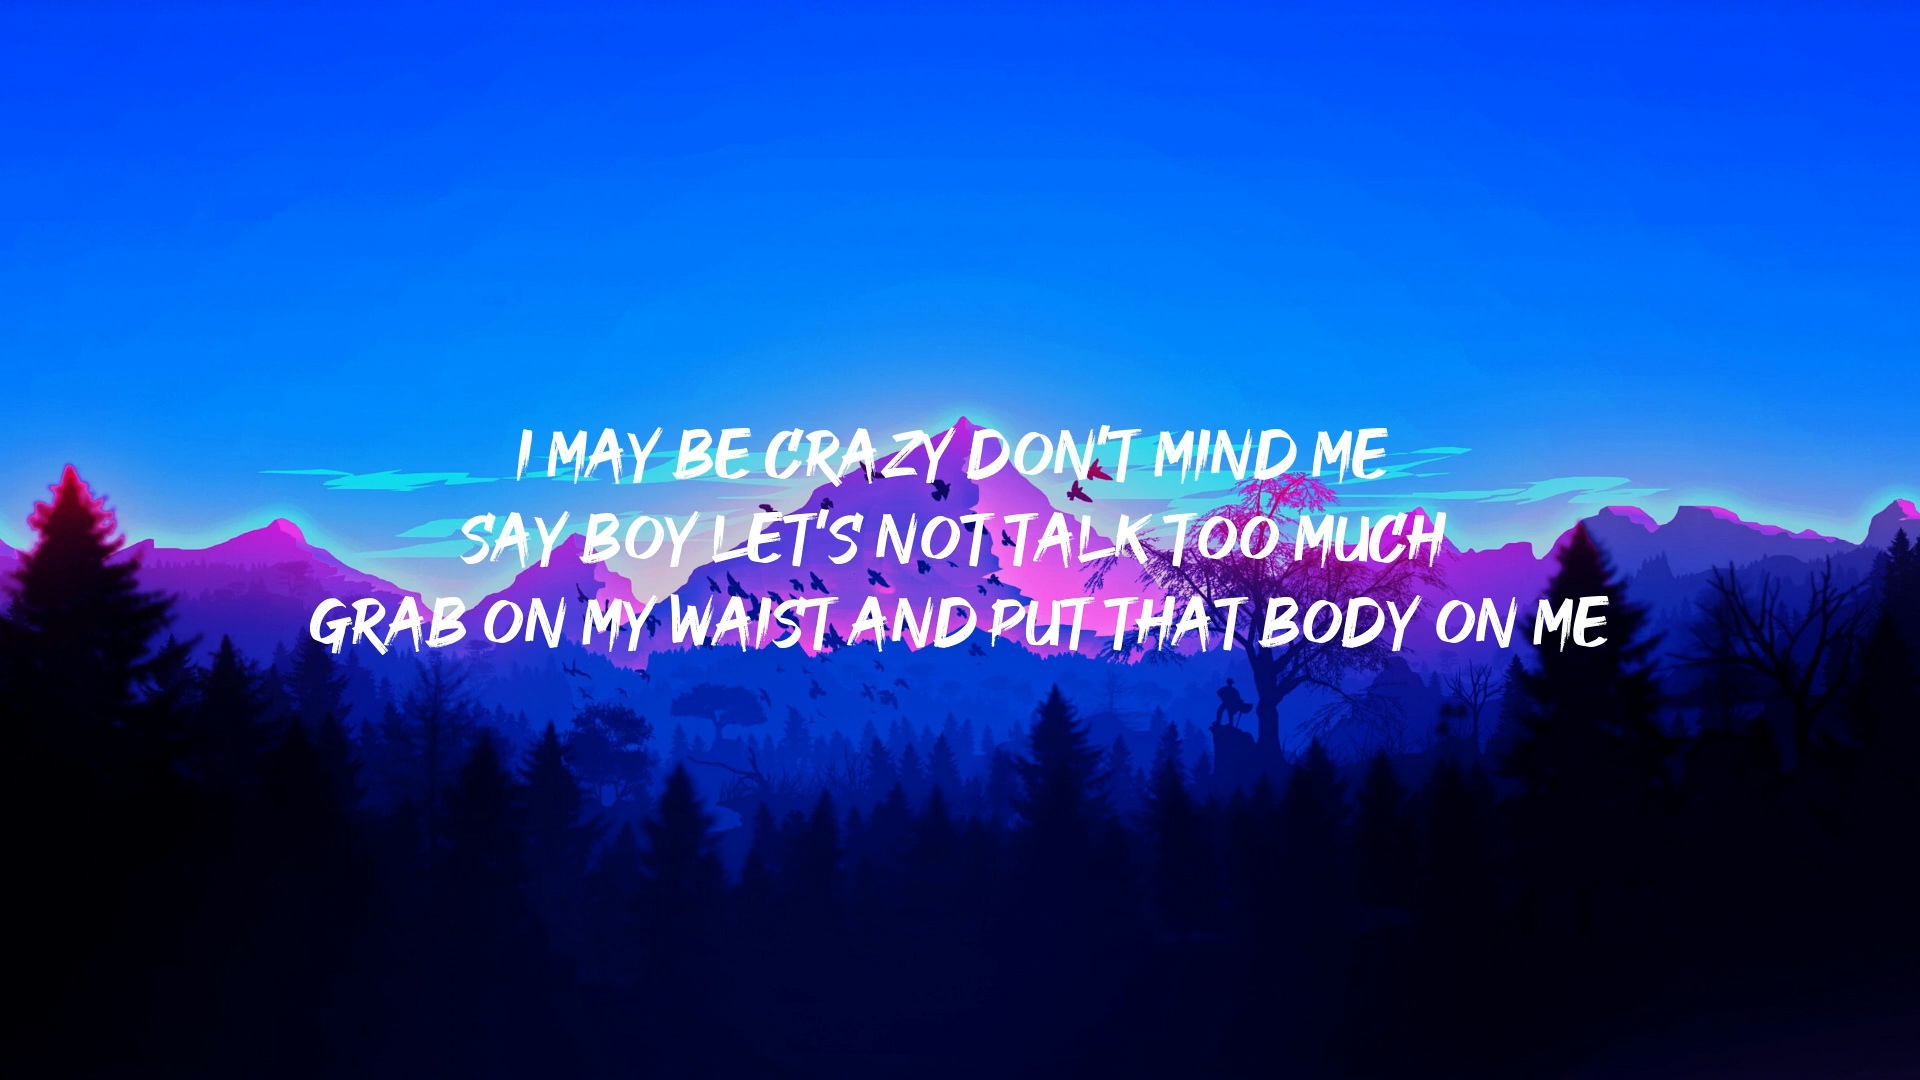 I MAY BE CRAZY DON'T MIND ME
SAY BOY LET'S NOT TALK TOO MUCH
GRAB ON MY WAIST AND PUT THAT BODY ON ME